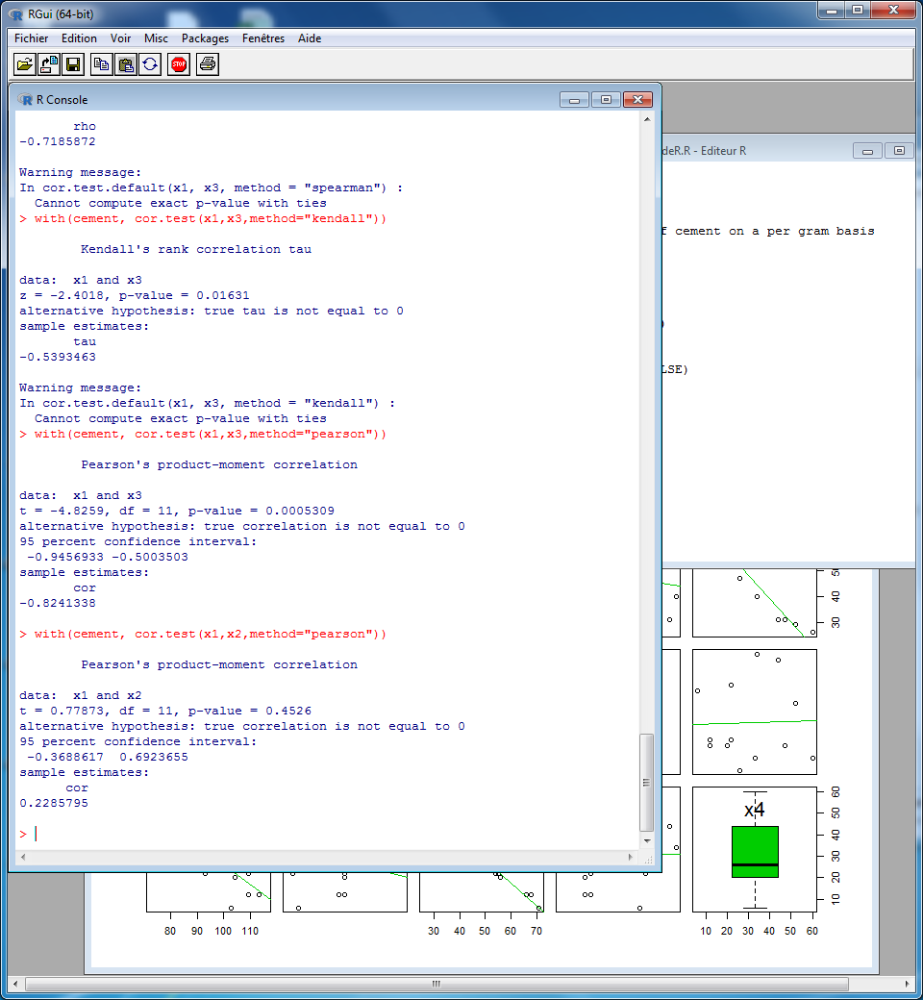 RGui (64-bit)
Fichier Edition Voir Misc Packages Fenêtres Aide
STOP
R Console
rho
-0.7185872
Warning message:
In cor.test.default(x1, x3, method = "spearman") :
Cannot compute exact p-value with ties
> with(cement, cor.test(x1,x3,method="kendall"))
Kendall's rank correlation tau
data:  x1 and x3
z = -2.4018, p-value = 0.01631
alternative hypothesis: true tau is not equal to 0
sample estimates:
tau
-0.5393463
Warning message:
In cor.test.default(x1, x3, method = "kendall") :
Cannot compute exact p-value with ties
> with(cement, cor.test(x1,x3,method="pearson"))
Pearson's product-moment correlation
data:  x1 and x3
t = -4.8259, df = 11, p-value = 0.0005309
alternative hypothesis: true correlation is not equal to 0
95 percent confidence interval:
-0.9456933 -0.5003503
sample estimates:
cor
-0.8241338
> with(cement, cor.test(x1,x2,method="pearson"))
Pearson's product-moment correlation
data:  x1 and x2
t = 0.77873, df = 11, p-value = 0.4526
alternative hypothesis: true correlation is not equal to 0
95 percent confidence interval:
-0.3688617  0.6923655
sample estimates:
cor
0.2285795
>
deR.R - Editeur R
f cement on a per gram basis
)
LSE)
50
40
30
x4
60
50
40
30
20
10
80 90 100 110
30 40 50 60 70
10 20 30 40 50 60